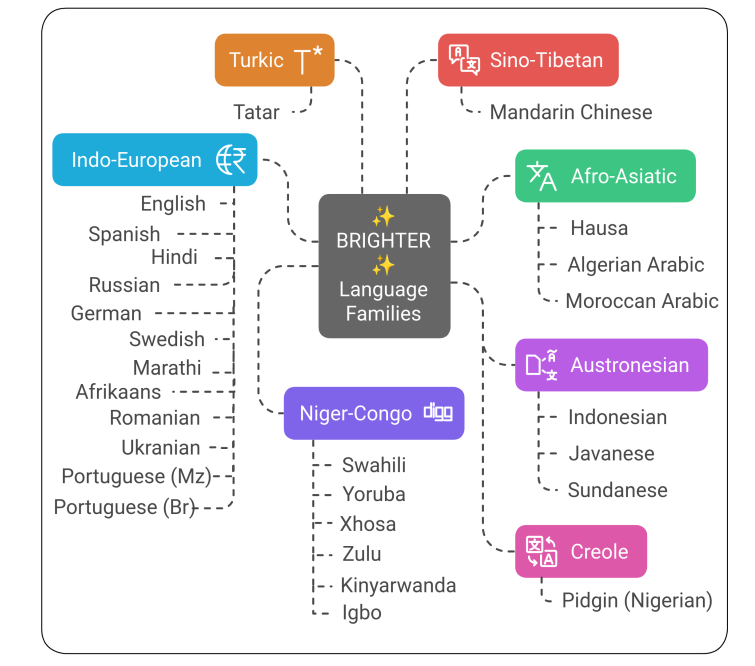 Turkic T*
Tatar
Sino-Tibetan
Mandarin Chinese
Indo-European
English
Spanish
Hindi
Russian
German
Swedish
Marathi
Afrikaans
Romanian
Ukranian
Portuguese (Mz)
Portuguese (Br)
✨
BRIGHTER
✨
Language
Families
Afro-Asiatic
Hausa
Algerian Arabic
Moroccan Arabic
Austronesian
Indonesian
Javanese
Sundanese
Niger-Congo digg
Swahili
Yoruba
Xhosa
Zulu
Kinyarwanda
Igbo
Creole
Pidgin (Nigerian)